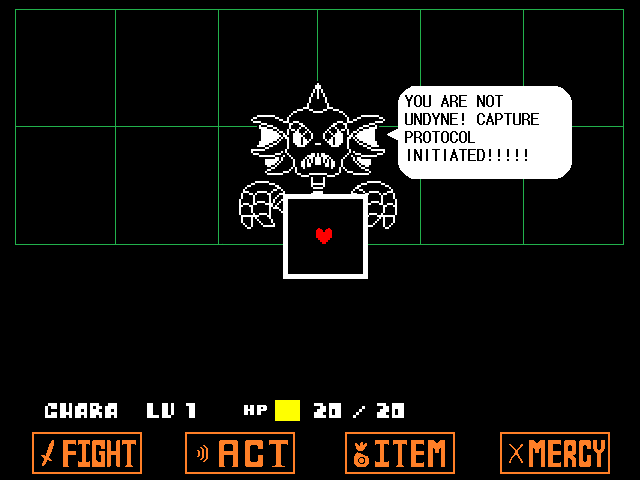 YOU ARE NOT
UNDYNE! CAPTURE
PROTOCOL
INITIATED!!!!!
CHARA LV 1 HP 20 / 20
FIGHT ACT ITEM MERCY